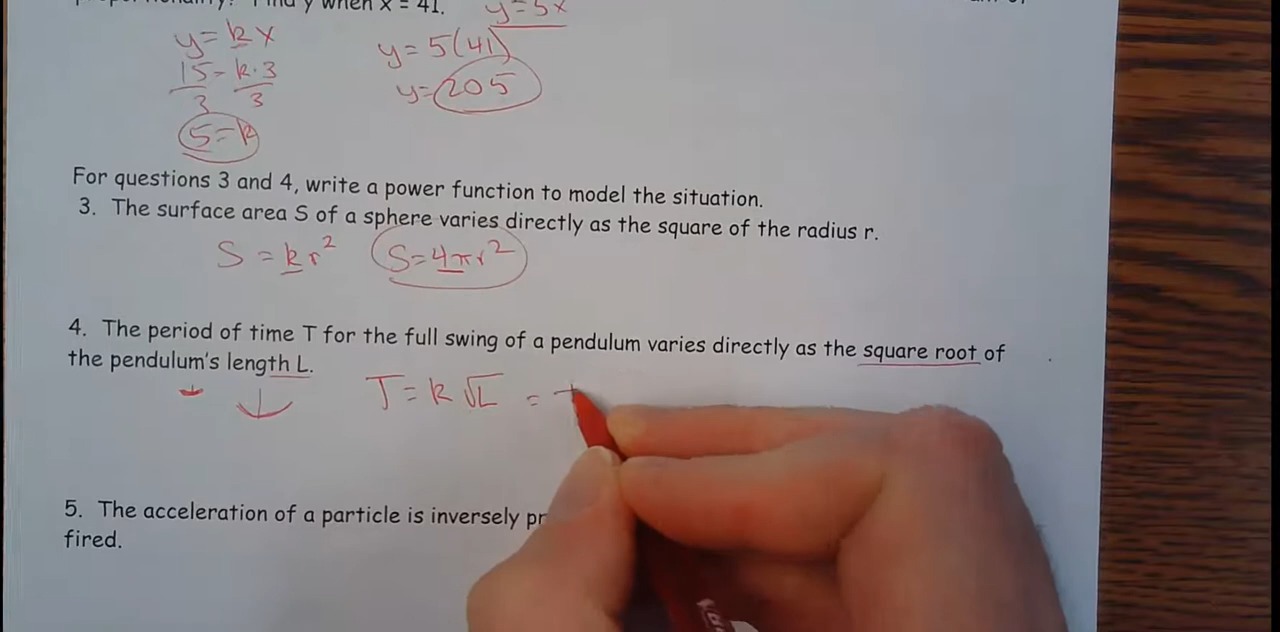 y when x = 41.
y=5x
y=kx
y=5(41)
15=k·3
3 3
y=205
5=k
For questions 3 and 4, write a power function to model the situation.
3. The surface area S of a sphere varies directly as the square of the radius r.
S = kr² S=4πr²
4. The period of time T for the full swing of a pendulum varies directly as the square root of
the pendulum's length L.
T=k√L =
5. The acceleration of a particle is inversely pr
fired.